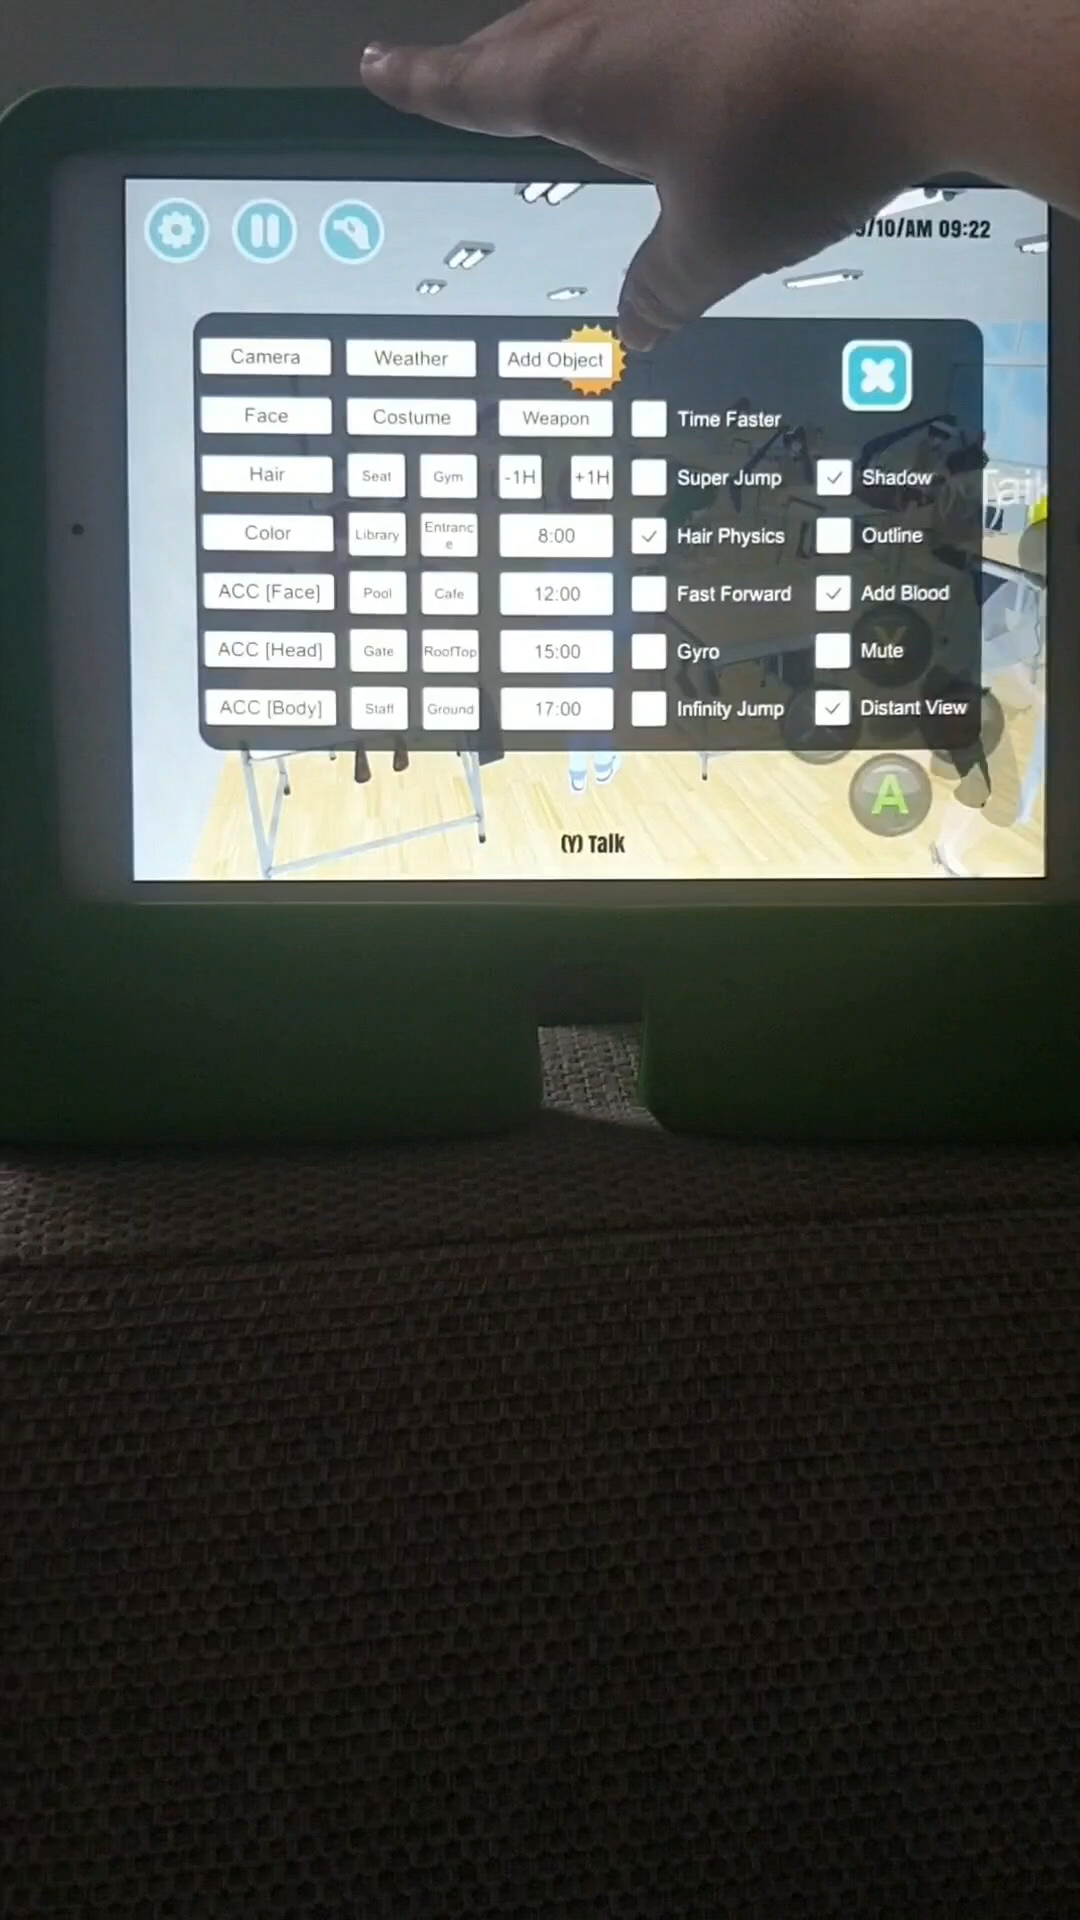 /10/AM 09:22
Camera
Weather
Add Object
Face
Costume
Weapon
Time Faster
Hair
Seat
Gym
-1H
+1H
Super Jump
Shadow
Color
Library
Entranc
e
8:00
Hair Physics
Outline
ACC [Face]
Pool
Cafe
12:00
Fast Forward
Add Blood
ACC [Head]
Gate
RoofTop
15:00
Gyro
Mute
ACC [Body]
Staff
Ground
17:00
Infinity Jump
Distant View
Y
A
(Y) Talk